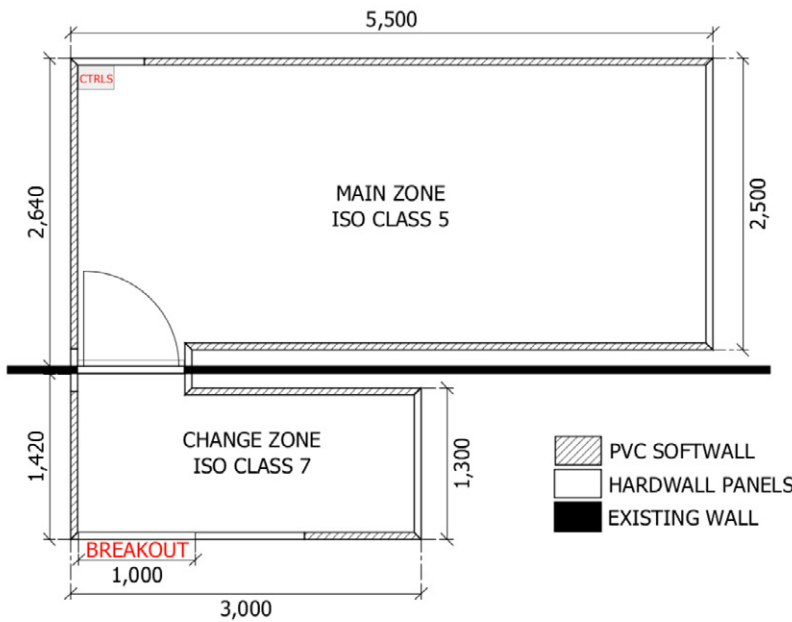 5,500
CTRLS
MAIN ZONE
ISO CLASS 5
2,640
2,500
CHANGE ZONE
ISO CLASS 7
1,420
1,300
BREAKOUT
1,000
3,000
PVC SOFTWALL
HARDWALL PANELS
EXISTING WALL